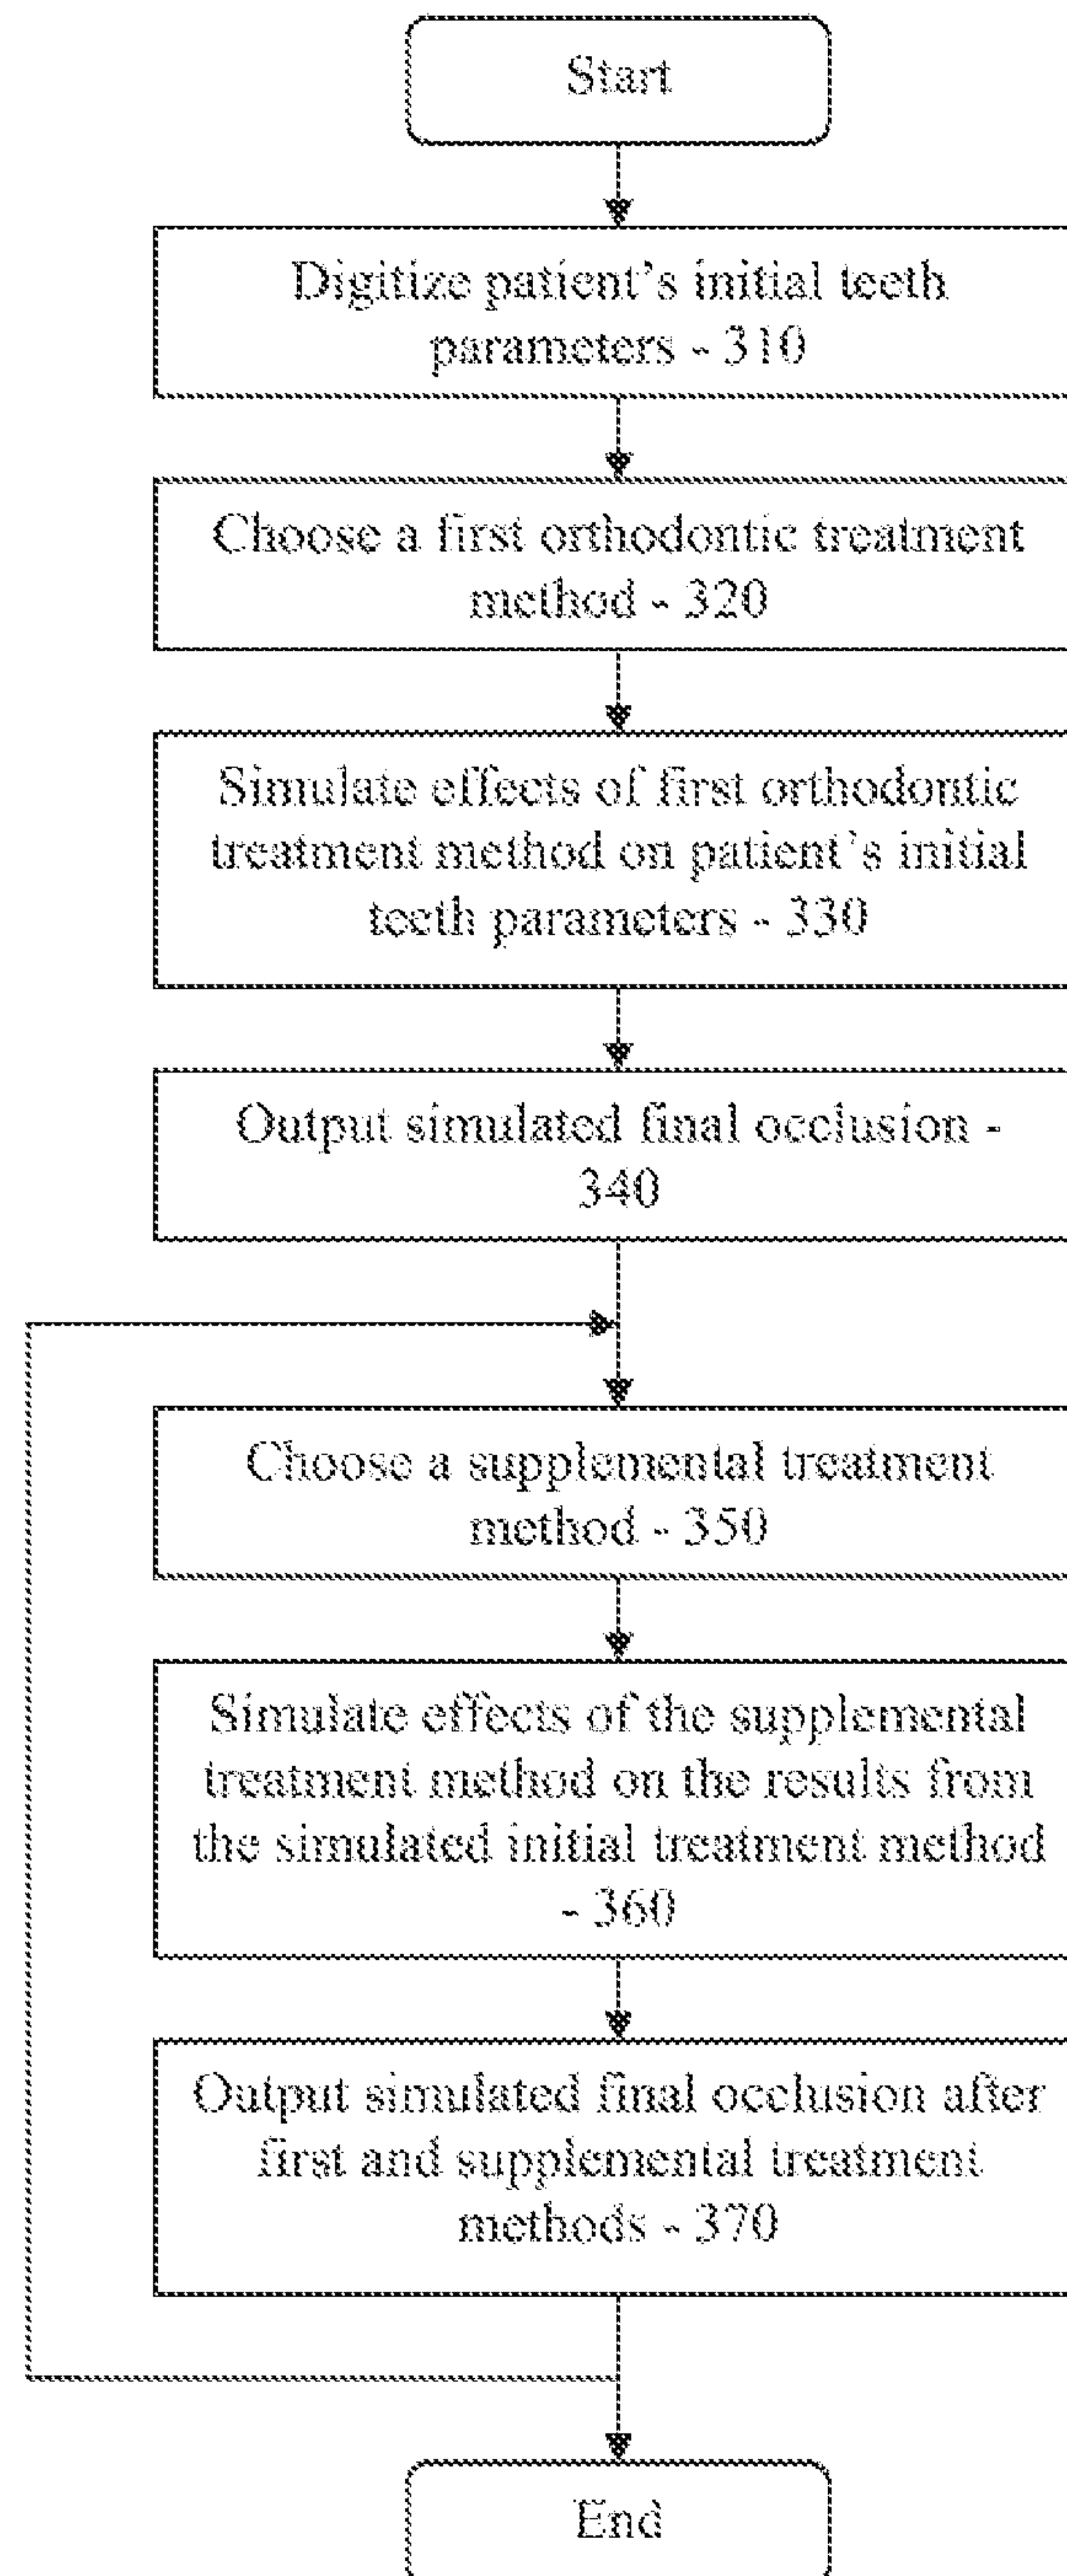 Start
Digitize patient's initial teeth
parameters - 310
Choose a first orthodontic treatment
method - 320
Simulate effects of first orthodontic
treatment method on patient's initial
teeth parameters - 330
Output simulated final occlusion -
340
Choose a supplemental treatment
method - 350
Simulate effects of the supplemental
treatment method on the results from
the simulated initial treatment method
- 360
Output simulated final occlusion after
first and supplemental treatment
methods - 370
End